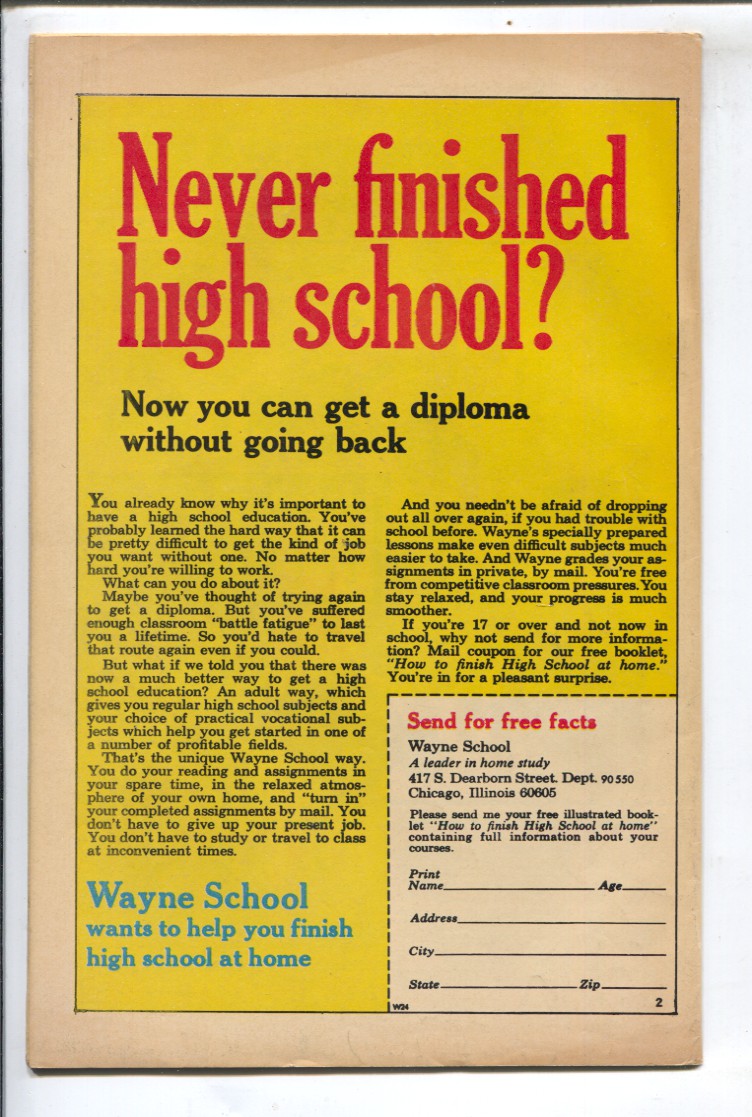 Never finished
high school?
Now you can get a diploma
without going back
You already know why it's important to
have a high school education. You've
probably learned the hard way that it can
be pretty difficult to get the kind of job
you want without one. No matter how
hard you're willing to work.
What can you do about it?
Maybe you've thought of trying again
to get a diploma. But you've suffered
enough classroom "battle fatigue" to last
you a lifetime. So you'd hate to travel
that route again even if you could.
But what if we told you that there was
now a much better way to get a high
school education? An adult way, which
gives you regular high school subjects and
your choice of practical vocational sub-
jects which help you get started in one of
a number of profitable fields.
That's the unique Wayne School way.
You do your reading and assignments in
your spare time, in the relaxed atmos-
phere of your own home, and "turn in"
your completed assignments by mail. You
don't have to give up your present job.
You don't have to study or travel to class
at inconvenient times.
Wayne School
wants to help you finish
high school at home
And you needn't be afraid of dropping
out all over again, if you had trouble with
school before. Wayne's specially prepared
lessons make even difficult subjects much
easier to take. And Wayne grades your as-
signments in private, by mail. You're free
from competitive classroom pressures. You
stay relaxed, and your progress is much
smoother.
If you're 17 or over and not now in
school, why not send for more informa-
tion? Mail coupon for our free booklet,
"How to finish High School at home."
You're in for a pleasant surprise.
Send for free facts
Wayne School
A leader in home study
417 S. Dearborn Street. Dept. 90 550
Chicago, Illinois 60605
Please send me your free illustrated book-
let "How to finish High School at home"
containing full information about your
courses.
Print
Name Age
Address
City
State Zip
W24 2